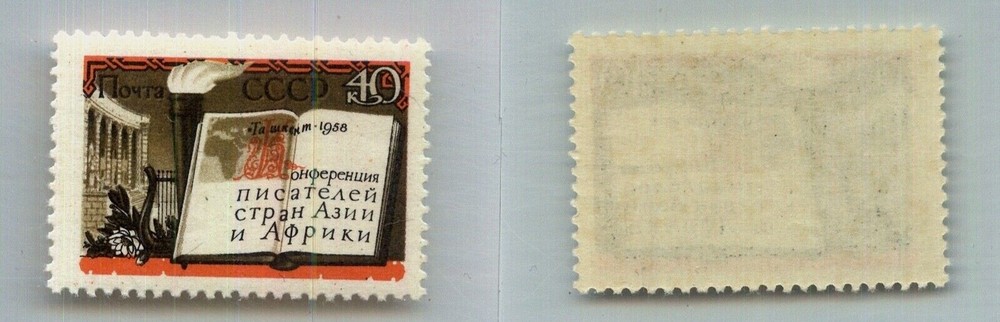 Почта СССР 40 к
Ташкент·1958
Конференция
писателей
стран Азии
и Африки